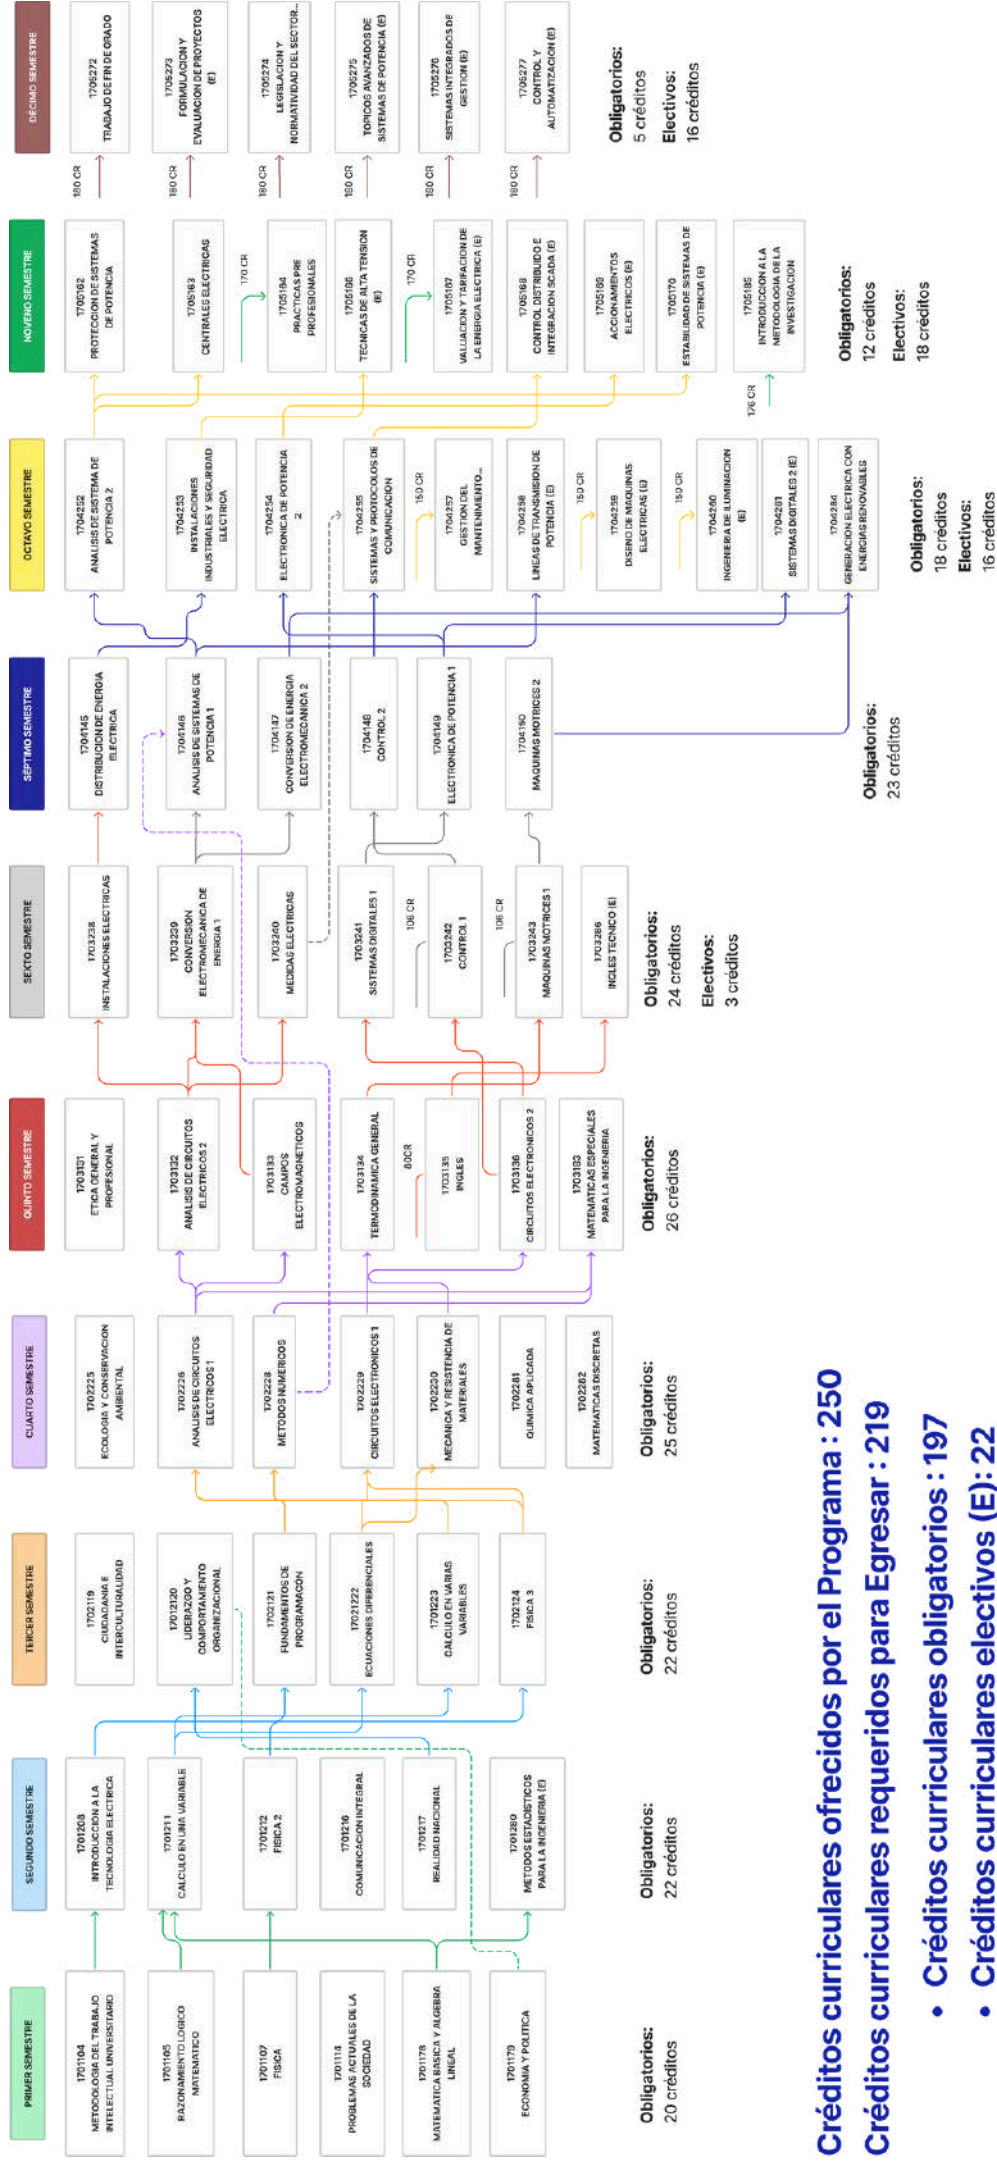 PRIMER SEMESTRE
1701104
METODOLOGIA DEL TRABAJO
INTELECTUAL UNIVERSITARIO
1701105
RAZONAMIENTO LOGICO
MATEMATICO
1701107
FISICA
1701114
PROBLEMAS ACTUALES DE LA
SOCIEDAD
1701178
MATEMATICA BASICA Y ALGEBRA
LINEAL
1701179
ECONOMIA Y POLITICA
Obligatorios:
20 créditos
SEGUNDO SEMESTRE
1701208
INTRODUCCION A LA
TECNOLOGIA ELECTRICA
1701211
CALCULO EN UNA VARIABLE
1701212
FISICA 2
1701216
COMUNICACION INTEGRAL
1701217
REALIDAD NACIONAL
1701280
METODOS ESTADISTICOS
PARA LA INGENIERIA (E)
Obligatorios:
22 créditos
TERCER SEMESTRE
1702119
CIUDADANIA E
INTERCULTURALIDAD
17012120
LIDERAZGO Y
COMPORTAMIENTO
ORGANIZACIONAL
1702121
FUNDAMENTOS DE
PROGRAMACON
17021222
ECUACIONES DIFERENCIALES
1701223
CALCULO EN VARIAS
VARIABLES
1702124
FISICA 3
Obligatorios:
22 créditos
CUARTO SEMESTRE
1702225
ECOLOGIA Y CONSERVACION
AMBIENTAL
1702226
ANALISIS DE CIRCUITOS
ELECTRICOS 1
1702228
METODOS NUMERICOS
1702229
CIRCUITOS ELECTRONICOS 1
1702230
MECANICA Y RESISTENCIA DE
MATERIALES
1702281
QUIMICA APLICADA
1702282
MATEMATICAS DISCRETAS
Obligatorios:
25 créditos
QUINTO SEMESTRE
1703131
ETICA GENERAL Y
PROFESIONAL
1703132
ANALISIS DE CIRCUITOS
ELECTRICOS 2
1703133
CAMPOS
ELECTROMAGNETICOS
1703134
TERMODINAMICA GENERAL
80CR
1703135
INGLES
1703136
CIRCUITOS ELECTRONICOS 2
1703183
MATEMATICAS ESPECIALES
PARA LA INGENIERIA
Obligatorios:
26 créditos
SEXTO SEMESTRE
1703238
INSTALACIONES ELECTRICAS
1703239
CONVERSION
ELECTROMECANICA DE
ENERGIA 1
1703240
MEDIDAS ELECTRICAS
1703241
SISTEMAS DIGITALES 1
106 CR
1703242
CONTROL 1
106 CR
1703243
MAQUINAS MOTRICES 1
1703286
INGLES TECNICO (E)
Obligatorios:
24 créditos
Electivos:
3 créditos
SÉPTIMO SEMESTRE
1704145
DISTRIBUCION DE ENERGIA
ELECTRICA
1704146
ANALISIS DE SISTEMAS DE
POTENCIA 1
1704147
CONVERSION DE ENERGIA
ELECTROMECANICA 2
1704148
CONTROL 2
1704149
ELECTRONICA DE POTENCIA 1
1704150
MAQUINAS MOTRICES 2
Obligatorios:
23 créditos
OCTAVO SEMESTRE
1704252
ANALISIS DE SISTEMA DE
POTENCIA 2
1704253
INSTALACIONES
INDUSTRIALES Y SEGURIDAD
ELECTRICA
1704254
ELECTRONICA DE POTENCIA
2
1704255
SISTEMAS Y PROTOCOLOS DE
COMUNICACION
150 CR
1704257
GESTION DEL
MANTENIMIENTO...
1704258
LINEAS DE TRANSMISION DE
POTENCIA (E)
150 CR
1704259
DISEÑO DE MAQUINAS
ELECTRICAS (E)
150 CR
1704260
INGENIERIA DE ILUMINACION
(E)
1704261
SISTEMAS DIGITALES 2 (E)
1704284
GENERACION ELECTRICA CON
ENERGIAS RENOVABLES
Obligatorios:
18 créditos
Electivos:
16 créditos
NOVENO SEMESTRE
1705162
PROTECCION DE SISTEMAS
DE POTENCIA
1705163
CENTRALES ELECTRICAS
170 CR
1705164
PRACTICAS PRE
PROFESIONALES
1705166
TECNICAS DE ALTA TENSION
(E)
170 CR
1705167
VALUACION Y TARIFACION DE
LA ENERGIA ELECTRICA (E)
1705168
CONTROL DISTRIBUIDO E
INTEGRACION SCADA (E)
1705169
ACCIONAMIENTOS
ELECTRICOS (E)
1705170
ESTABILIDAD DE SISTEMAS DE
POTENCIA (E)
176 CR
1705185
INTRODUCCION A LA
METODOLOGIA DE LA
INVESTIGACION
Obligatorios:
12 créditos
Electivos:
18 créditos
DÉCIMO SEMESTRE
180 CR
1705272
TRABAJO DE FIN DE GRADO
180 CR
1705273
FORMULACION Y
EVALUACION DE PROYECTOS
(E)
180 CR
1705274
LEGISLACION Y
NORMATIVIDAD DEL SECTOR...
180 CR
1705275
TOPICOS AVANZADOS DE
SISTEMAS DE POTENCIA (E)
180 CR
1705276
SISTEMAS INTEGRADOS DE
GESTION (E)
180 CR
1705277
CONTROL Y
AUTOMATIZACION (E)
Obligatorios:
5 créditos
Electivos:
16 créditos
Créditos curriculares ofrecidos por el Programa : 250
Créditos curriculares requeridos para Egresar : 219
• Créditos curriculares obligatorios : 197
• Créditos curriculares electivos (E): 22